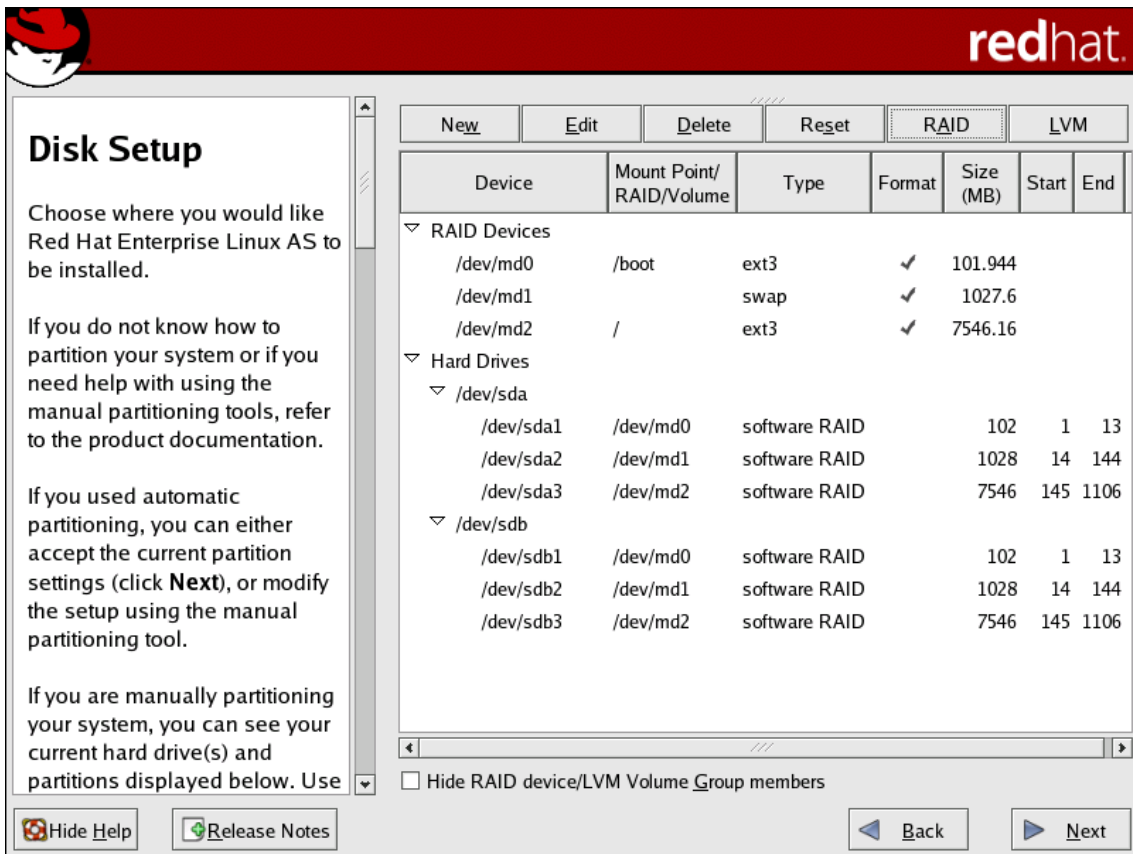 redhat.
Disk Setup
Choose where you would like
Red Hat Enterprise Linux AS to
be installed.
If you do not know how to
partition your system or if you
need help with using the
manual partitioning tools, refer
to the product documentation.
If you used automatic
partitioning, you can either
accept the current partition
settings (click Next), or modify
the setup using the manual
partitioning tool.
If you are manually partitioning
your system, you can see your
current hard drive(s) and
partitions displayed below. Use
New Edit Delete Reset RAID LVM
Device Mount Point/ RAID/Volume Type Format Size (MB) Start End
RAID Devices
/dev/md0 /boot ext3 ✓ 101.944
/dev/md1 swap ✓ 1027.6
/dev/md2 / ext3 ✓ 7546.16
Hard Drives
/dev/sda
/dev/sda1 /dev/md0 software RAID 102 1 13
/dev/sda2 /dev/md1 software RAID 1028 14 144
/dev/sda3 /dev/md2 software RAID 7546 145 1106
/dev/sdb
/dev/sdb1 /dev/md0 software RAID 102 1 13
/dev/sdb2 /dev/md1 software RAID 1028 14 144
/dev/sdb3 /dev/md2 software RAID 7546 145 1106
Hide RAID device/LVM Volume Group members
Hide Help Release Notes Back Next